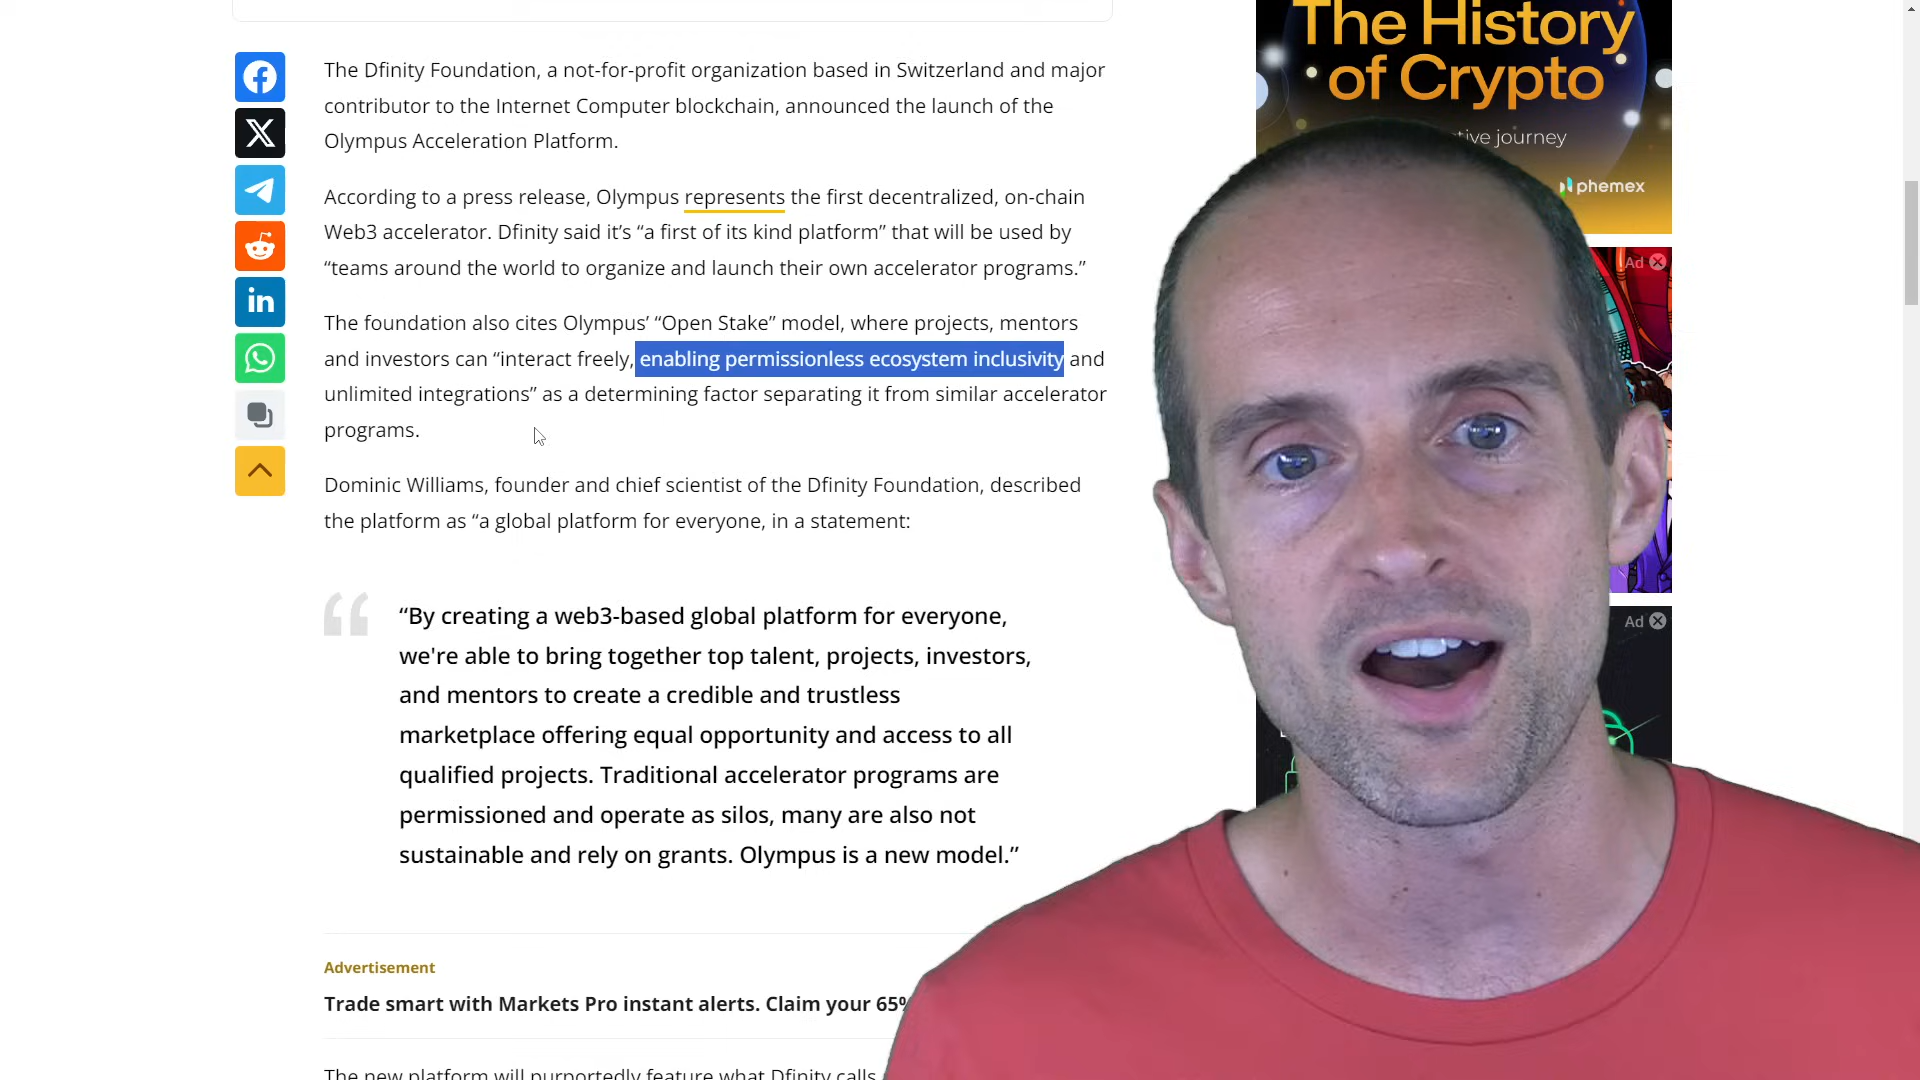 The History
of Crypto
tive journey
phemex
The Dfinity Foundation, a not-for-profit organization based in Switzerland and major
contributor to the Internet Computer blockchain, announced the launch of the
Olympus Acceleration Platform.
According to a press release, Olympus represents the first decentralized, on-chain
Web3 accelerator. Dfinity said it’s “a first of its kind platform” that will be used by
“teams around the world to organize and launch their own accelerator programs.”
The foundation also cites Olympus’ “Open Stake” model, where projects, mentors
and investors can “interact freely, enabling permissionless ecosystem inclusivity and
unlimited integrations” as a determining factor separating it from similar accelerator
programs.
Dominic Williams, founder and chief scientist of the Dfinity Foundation, described
the platform as “a global platform for everyone, in a statement:
“By creating a web3-based global platform for everyone,
we're able to bring together top talent, projects, investors,
and mentors to create a credible and trustless
marketplace offering equal opportunity and access to all
qualified projects. Traditional accelerator programs are
permissioned and operate as silos, many are also not
sustainable and rely on grants. Olympus is a new model.”
Advertisement
Trade smart with Markets Pro instant alerts. Claim your 65%
The new platform will purportedly feature what Dfinity calls
Ad
Ad